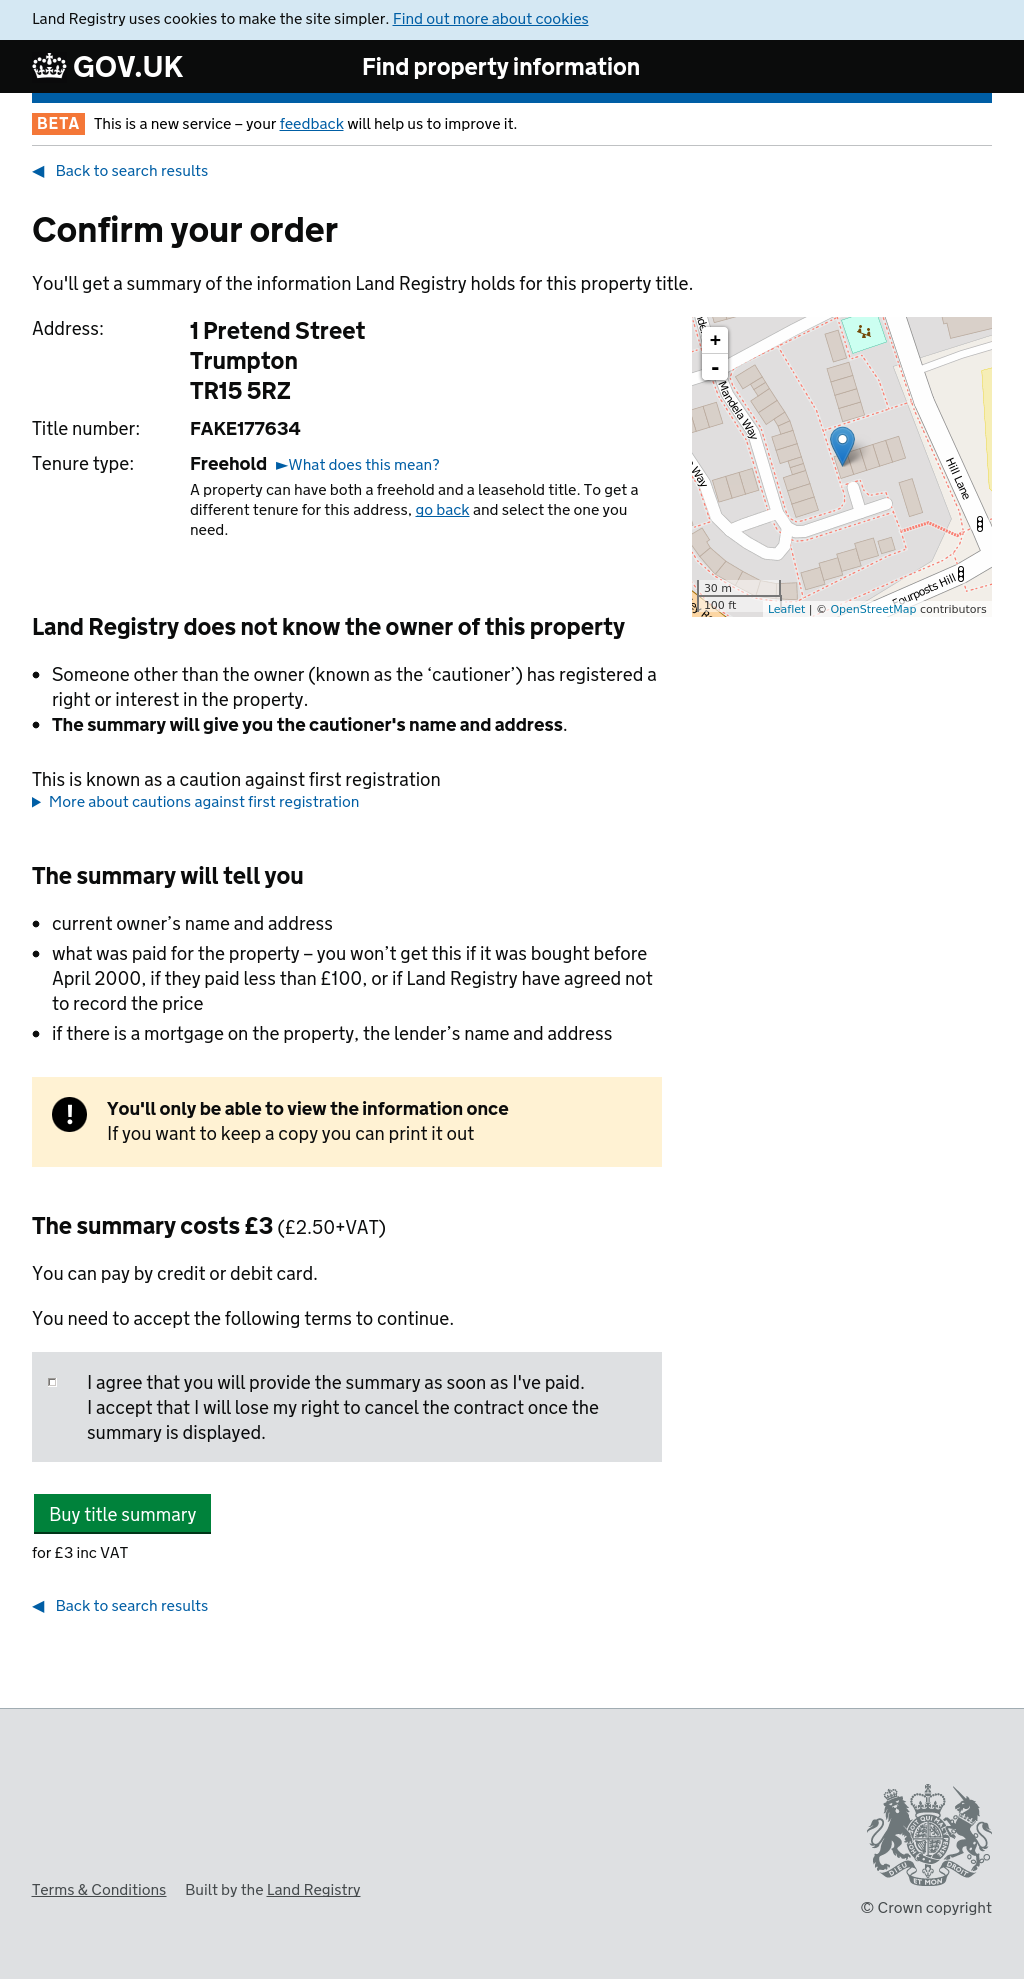 Land Registry uses cookies to make the site simpler. Find out more about cookies
GOV.UK
Find property information
BETA This is a new service – your feedback will help us to improve it.
◀ Back to search results
Confirm your order
You'll get a summary of the information Land Registry holds for this property title.
Address:
1 Pretend Street
Trumpton
TR15 5RZ
Title number:
FAKE177634
Tenure type:
Freehold ►What does this mean?
A property can have both a freehold and a leasehold title. To get a
different tenure for this address, go back and select the one you
need.
+
-
Mandela Way
Way
Hill Lane
Fourposts Hill
30 m
100 ft
Leaflet | © OpenStreetMap contributors
Land Registry does not know the owner of this property
• Someone other than the owner (known as the ‘cautioner’) has registered a
right or interest in the property.
• The summary will give you the cautioner's name and address.
This is known as a caution against first registration
▶ More about cautions against first registration
The summary will tell you
• current owner’s name and address
• what was paid for the property – you won’t get this if it was bought before
April 2000, if they paid less than £100, or if Land Registry have agreed not
to record the price
• if there is a mortgage on the property, the lender’s name and address
! You'll only be able to view the information once
If you want to keep a copy you can print it out
The summary costs £3 (£2.50+VAT)
You can pay by credit or debit card.
You need to accept the following terms to continue.
I agree that you will provide the summary as soon as I've paid.
I accept that I will lose my right to cancel the contract once the
summary is displayed.
Buy title summary
for £3 inc VAT
◀ Back to search results
DIEU ET MON DROIT
Terms & Conditions Built by the Land Registry
© Crown copyright